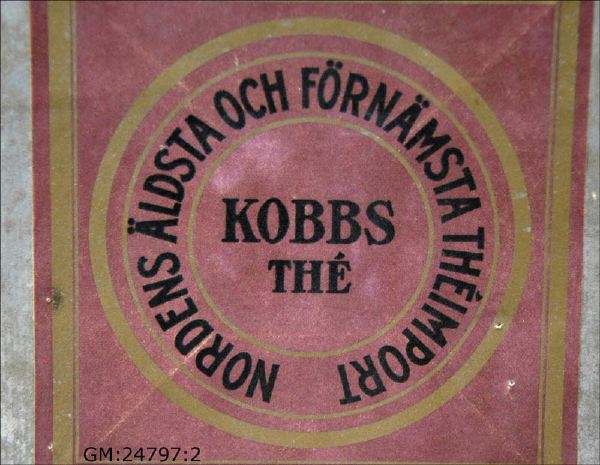 NORDENS ÄLDSTA OCH FÖRNÄMSTA THÉIMPORT
KOBBS
THÉ
GM:24797:2